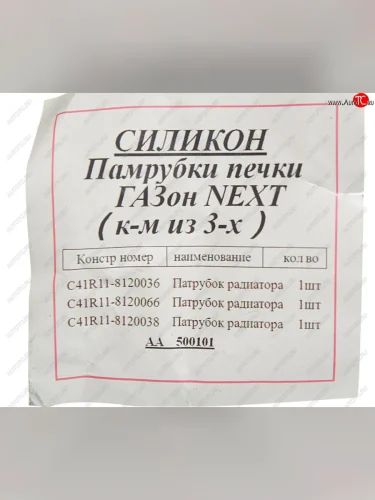 СИЛИКОН
Памрубки печки
ГАЗон NEXT
( к-м из 3-х )
Констр номер наименование кол во
C41R11-8120036 Патрубок радиатора 1шт
C41R11-8120066 Патрубок радиатора 1шт
C41R11-8120038 Патрубок радиатора 1шт
АА 500101